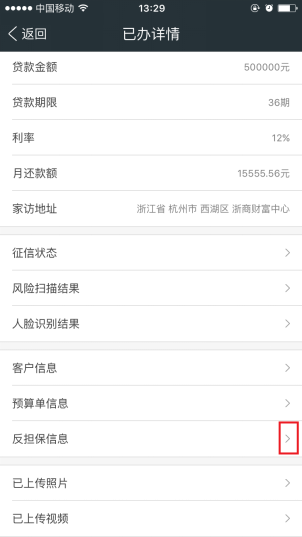 中国移动 13:29
返回 已办详情
贷款金额 500000元
贷款期限 36期
利率 12%
月还款额 15555.56元
家访地址 浙江省 杭州市 西湖区 浙商财富中心
征信状态
风险扫描结果
人脸识别结果
客户信息
预算单信息
反担保信息
已上传照片
已上传视频